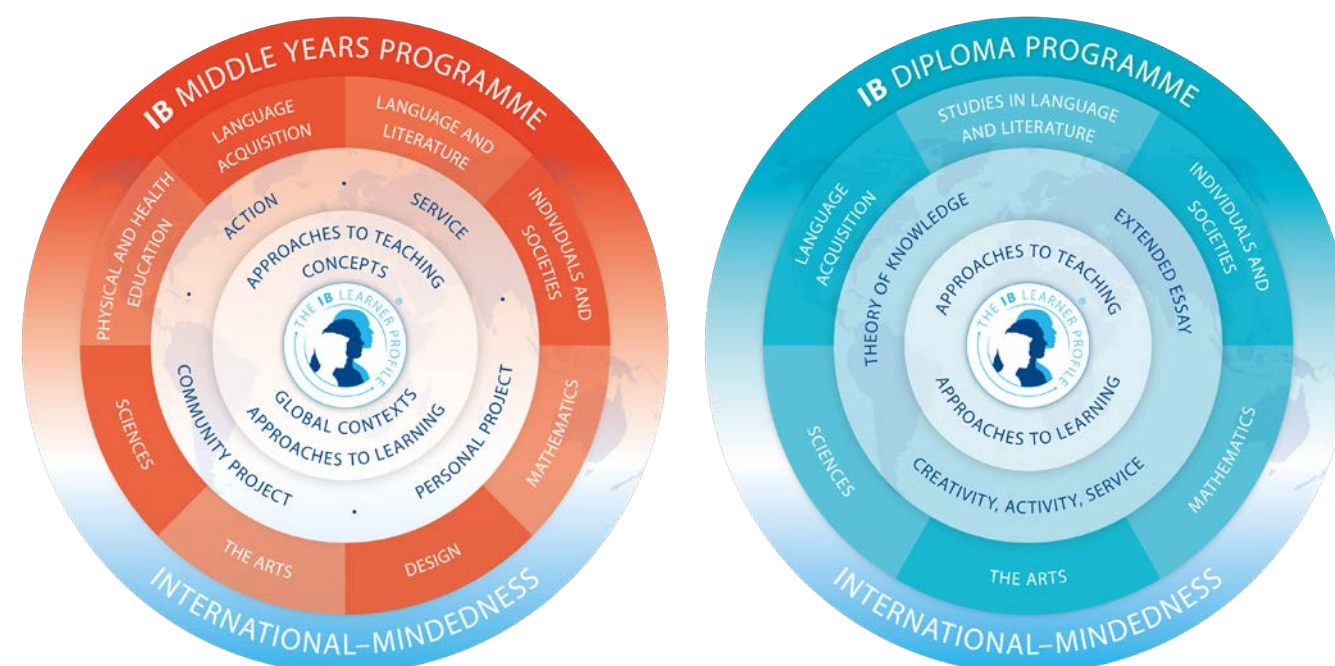 IB MIDDLE YEARS PROGRAMME
LANGUAGE
ACQUISITION
LANGUAGE AND
LITERATURE
PHYSICAL AND HEALTH
EDUCATION
INDIVIDUALS AND
SOCIETIES
SCIENCES
MATHEMATICS
THE ARTS
DESIGN
ACTION
SERVICE
COMMUNITY PROJECT
PERSONAL PROJECT
APPROACHES TO TEACHING
CONCEPTS
THE IB LEARNER PROFILE
®
GLOBAL CONTEXTS
APPROACHES TO LEARNING
INTERNATIONAL–MINDEDNESS
IB DIPLOMA PROGRAMME
STUDIES IN LANGUAGE
AND LITERATURE
LANGUAGE
ACQUISITION
INDIVIDUALS AND
SOCIETIES
SCIENCES
MATHEMATICS
THE ARTS
THEORY OF KNOWLEDGE
EXTENDED ESSAY
CREATIVITY, ACTIVITY, SERVICE
APPROACHES TO TEACHING
THE IB LEARNER PROFILE
®
APPROACHES TO LEARNING
INTERNATIONAL–MINDEDNESS